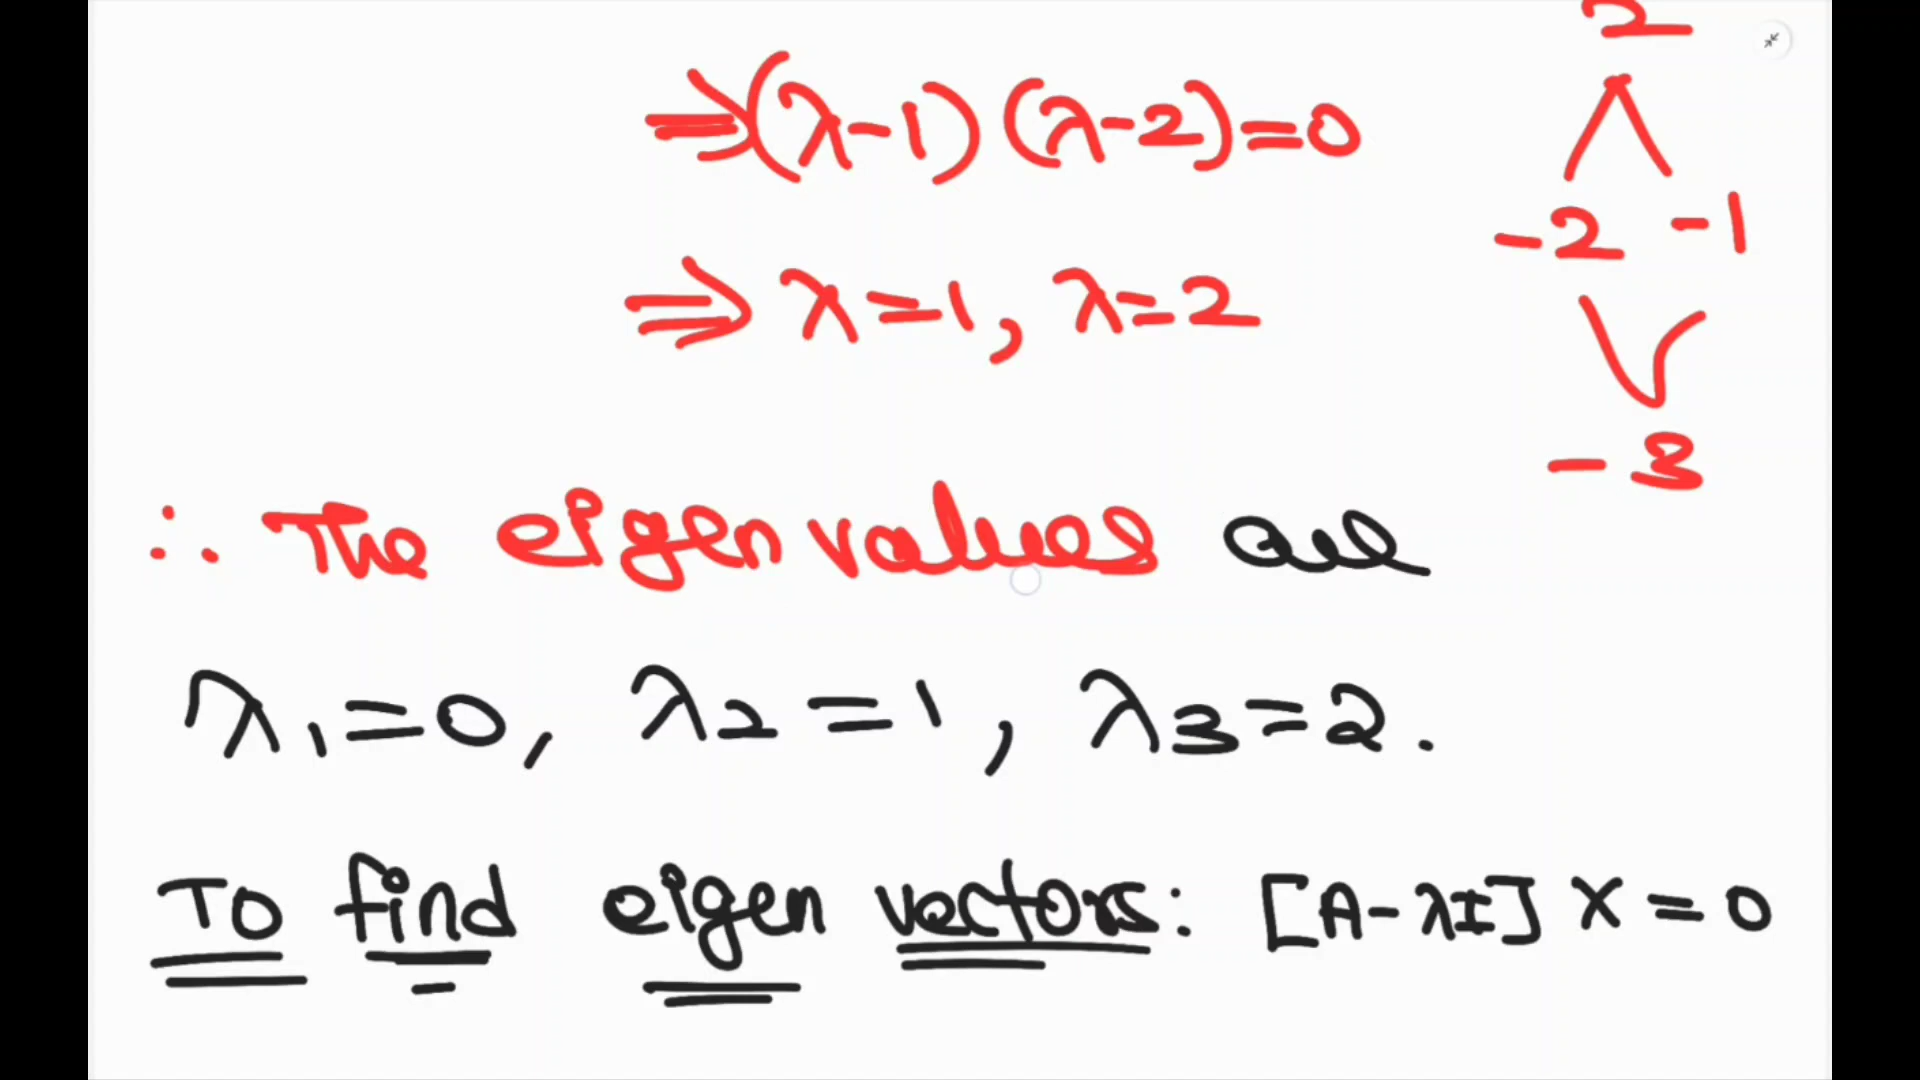 2
⇒(λ-1)(λ-2)=0
-2 -1
⇒ λ=1, λ=2
-3
∴ The eigen values are
λ1=0, λ2=1, λ3=2.
To find eigen vectors: [A-λI] X = 0